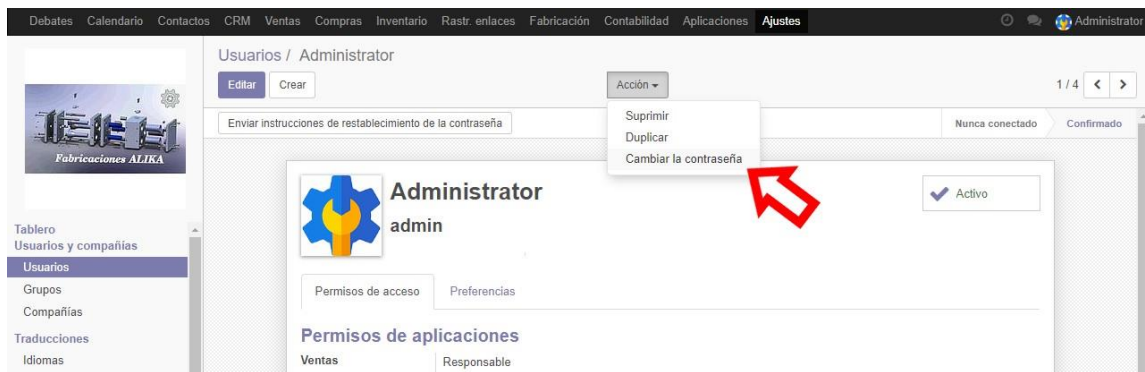 Debates Calendario Contactos CRM Ventas Compras Inventario Rastr. enlaces Fabricación Contabilidad Aplicaciones Ajustes Administrator
Usuarios / Administrator
Editar Crear Acción 1 / 4
Suprimir
Duplicar
Cambiar la contraseña
Enviar instrucciones de restablecimiento de la contraseña Nunca conectado Confirmado
Fabricaciones ALIKA
Administrator
admin
Activo
Tablero
Usuarios y compañías
Usuarios
Grupos
Compañías
Traducciones
Idiomas
Permisos de acceso Preferencias
Permisos de aplicaciones
Ventas Responsable